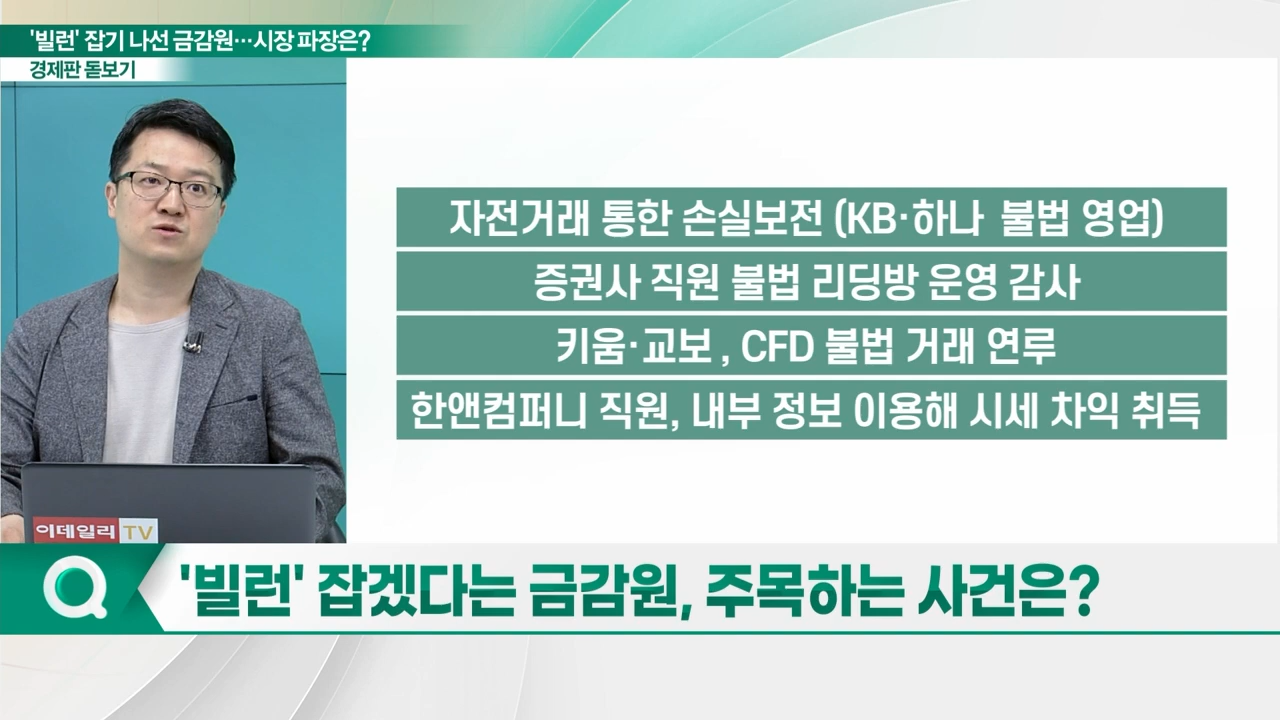 '빌런' 잡기 나선 금감원…시장 파장은?
경제판 돋보기
자전거래 통한 손실보전 (KB·하나 불법 영업)
증권사 직원 불법 리딩방 운영 감사
키움·교보, CFD 불법 거래 연루
한앤컴퍼니 직원, 내부 정보 이용해 시세 차익 취득
이데일리 TV
'빌런' 잡겠다는 금감원, 주목하는 사건은?